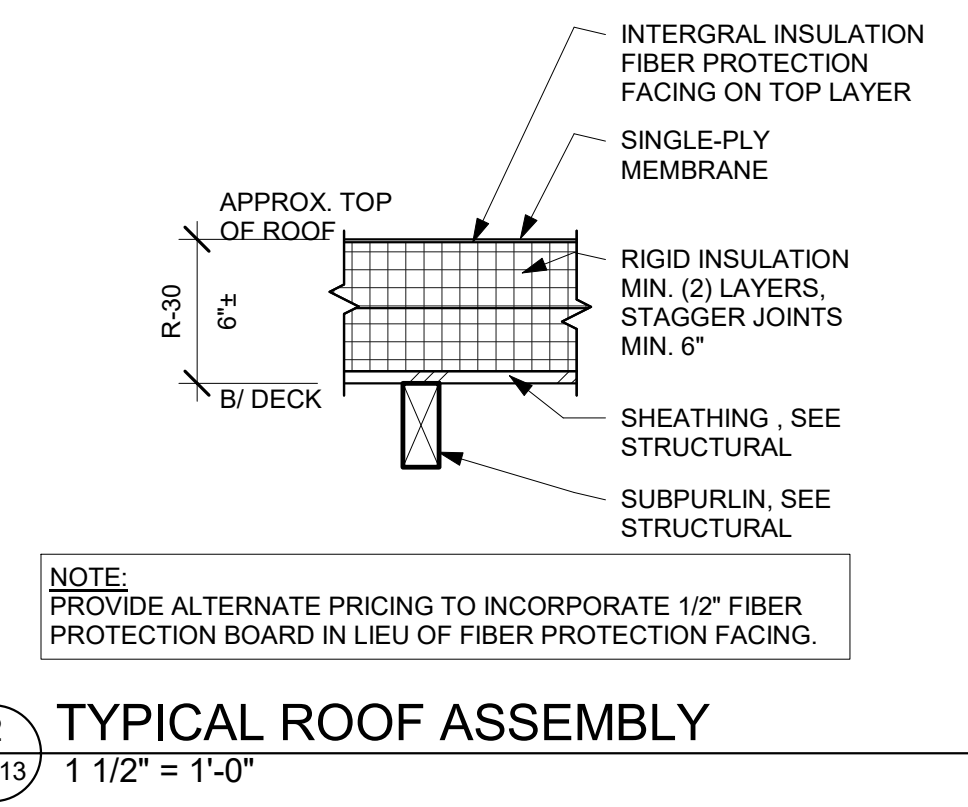 INTERGRAL INSULATION
FIBER PROTECTION
FACING ON TOP LAYER
SINGLE-PLY
MEMBRANE
APPROX. TOP
OF ROOF
RIGID INSULATION
MIN. (2) LAYERS,
STAGGER JOINTS
MIN. 6"
R-30
6"±
B/ DECK
SHEATHING , SEE
STRUCTURAL
SUBPURLIN, SEE
STRUCTURAL
NOTE:
PROVIDE ALTERNATE PRICING TO INCORPORATE 1/2" FIBER
PROTECTION BOARD IN LIEU OF FIBER PROTECTION FACING.
TYPICAL ROOF ASSEMBLY
13
1 1/2" = 1'-0"